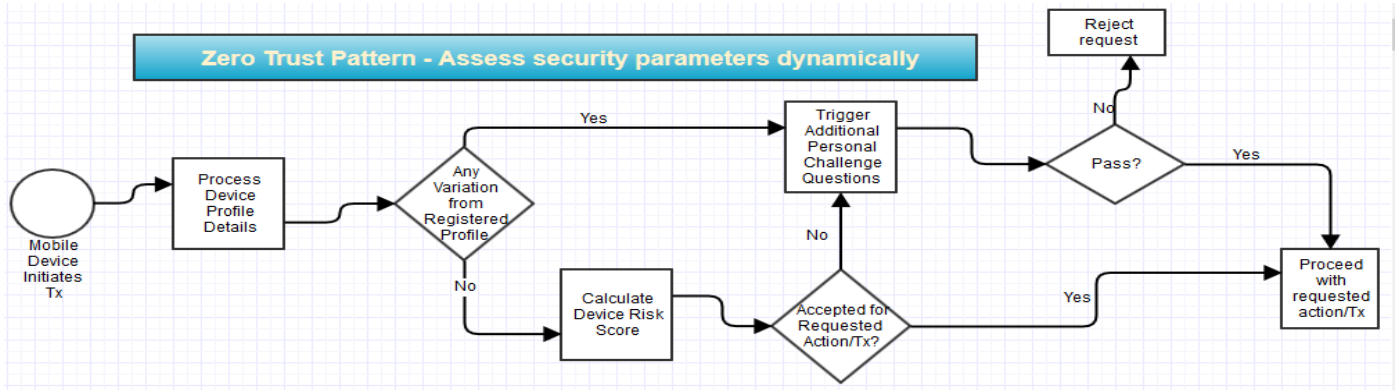 Zero Trust Pattern - Assess security parameters dynamically
Mobile
Device
Initiates
Tx
Process
Device
Profile
Details
Any
Variation
from
Registered
Profile
Yes
No
Calculate
Device Risk
Score
Accepted for
Requested
Action/Tx?
No
Yes
Trigger
Additional
Personal
Challenge
Questions
Pass?
No
Yes
Reject
request
Proceed
with
requested
action/Tx